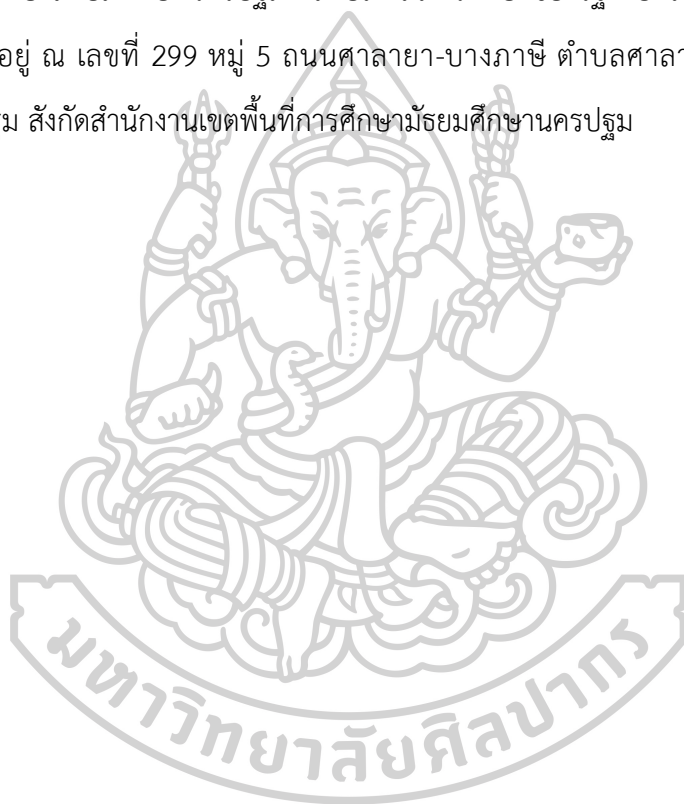 อยู่ ณ เลขที่ 299 หมู่ 5 ถนนศาลายา-บางภาษี ตำบลศาลา
ม สังกัดสำนักงานเขตพื้นที่การศึกษามัธยมศึกษานครปฐม
มหาวิทยาลัยศิลปากร